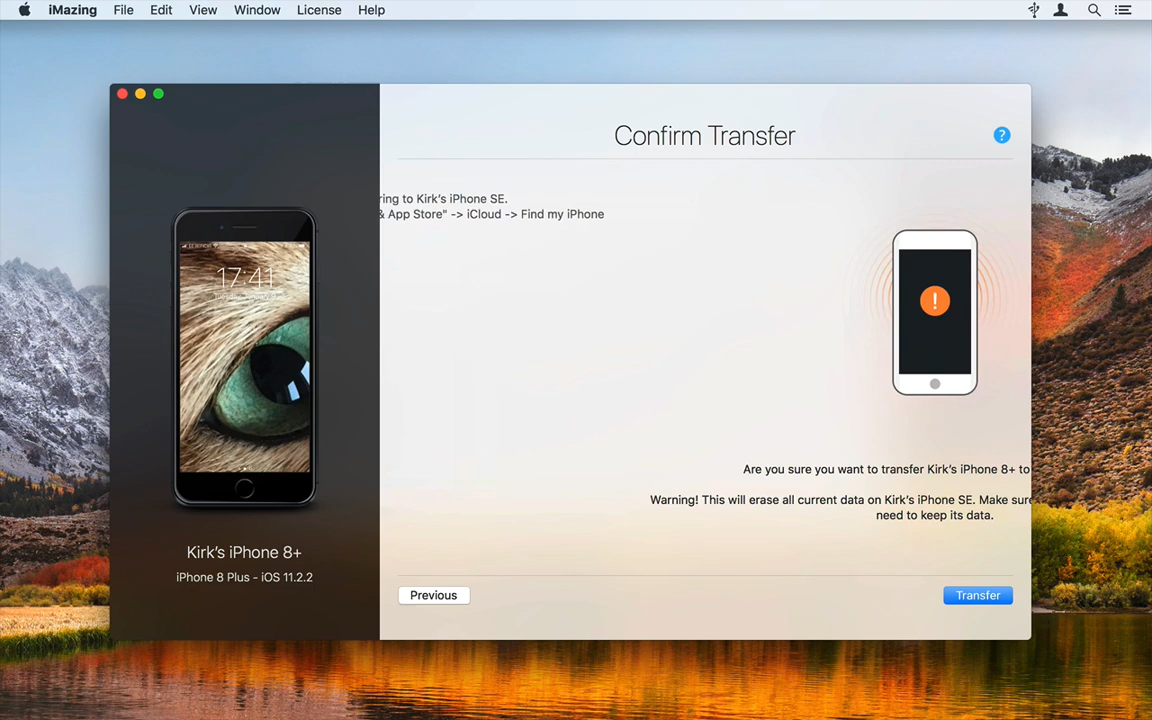 iMazing File Edit View Window License Help
Confirm Transfer
?
ring to Kirk's iPhone SE.
& App Store" -> iCloud -> Find my iPhone
17:41
!
Are you sure you want to transfer Kirk's iPhone 8+ to
Warning! This will erase all current data on Kirk's iPhone SE. Make sure
need to keep its data.
Kirk's iPhone 8+
iPhone 8 Plus - iOS 11.2.2
Previous
Transfer